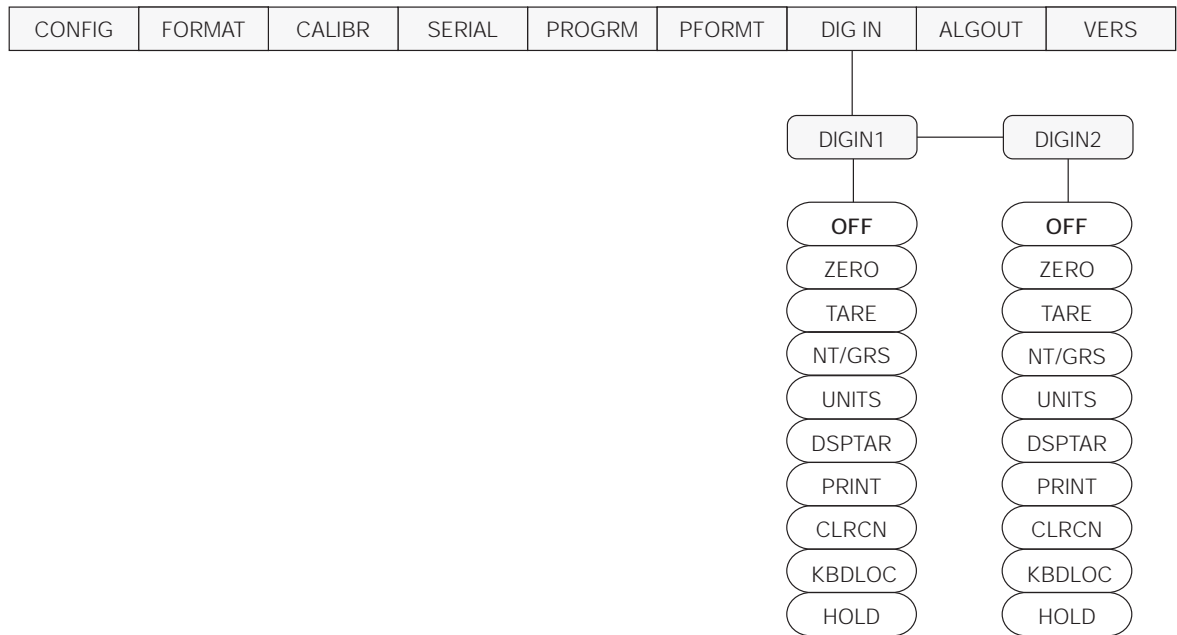 CONFIG FORMAT CALIBR SERIAL PROGRM PFORMT DIG IN ALGOUT VERS
DIGIN1 DIGIN2
OFF OFF
ZERO ZERO
TARE TARE
NT/GRS NT/GRS
UNITS UNITS
DSPTAR DSPTAR
PRINT PRINT
CLRCN CLRCN
KBDLOC KBDLOC
HOLD HOLD